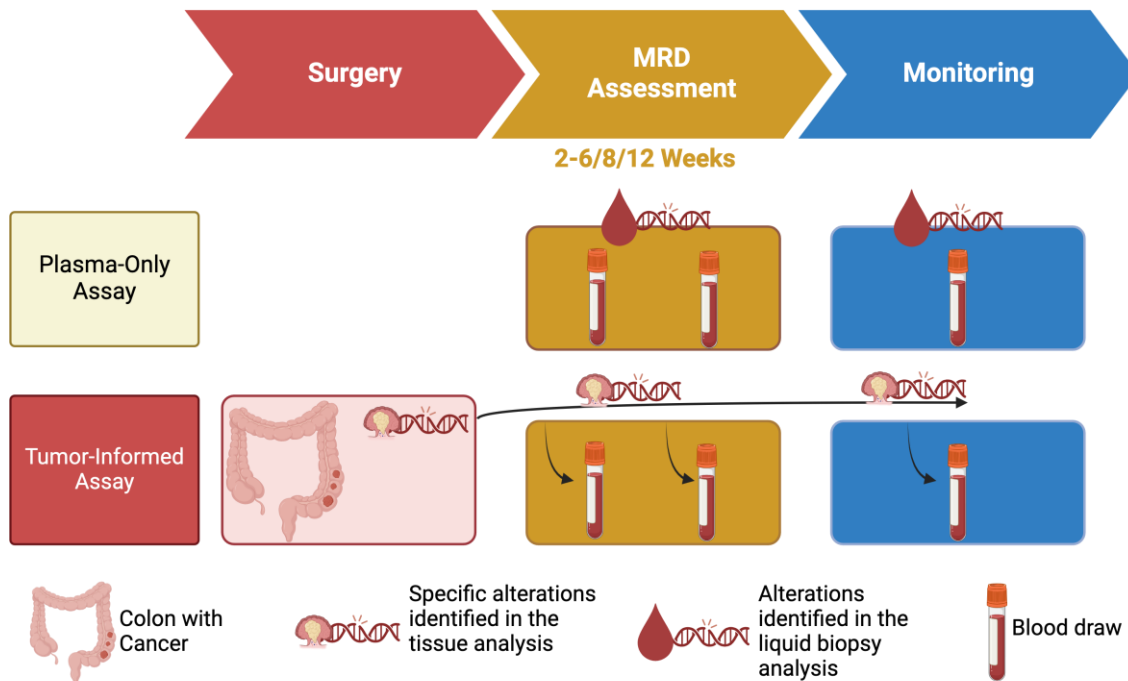 Surgery
MRD
Assessment
Monitoring
2-6/8/12 Weeks
Plasma-Only
Assay
Tumor-Informed
Assay
Colon with
Cancer
Specific alterations
identified in the
tissue analysis
Alterations
identified in the
liquid biopsy
analysis
Blood draw